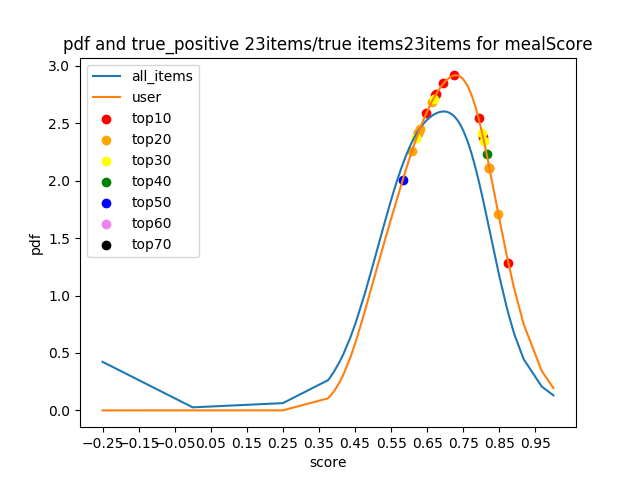 pdf and true_positive 23items/true items23items for mealScore
3.0
2.5
2.0
1.5
1.0
0.5
0.0
pdf
all_items
user
top10
top20
top30
top40
top50
top60
top70
−0.25 −0.15 −0.05 0.05 0.15 0.25 0.35 0.45 0.55 0.65 0.75 0.85 0.95
score